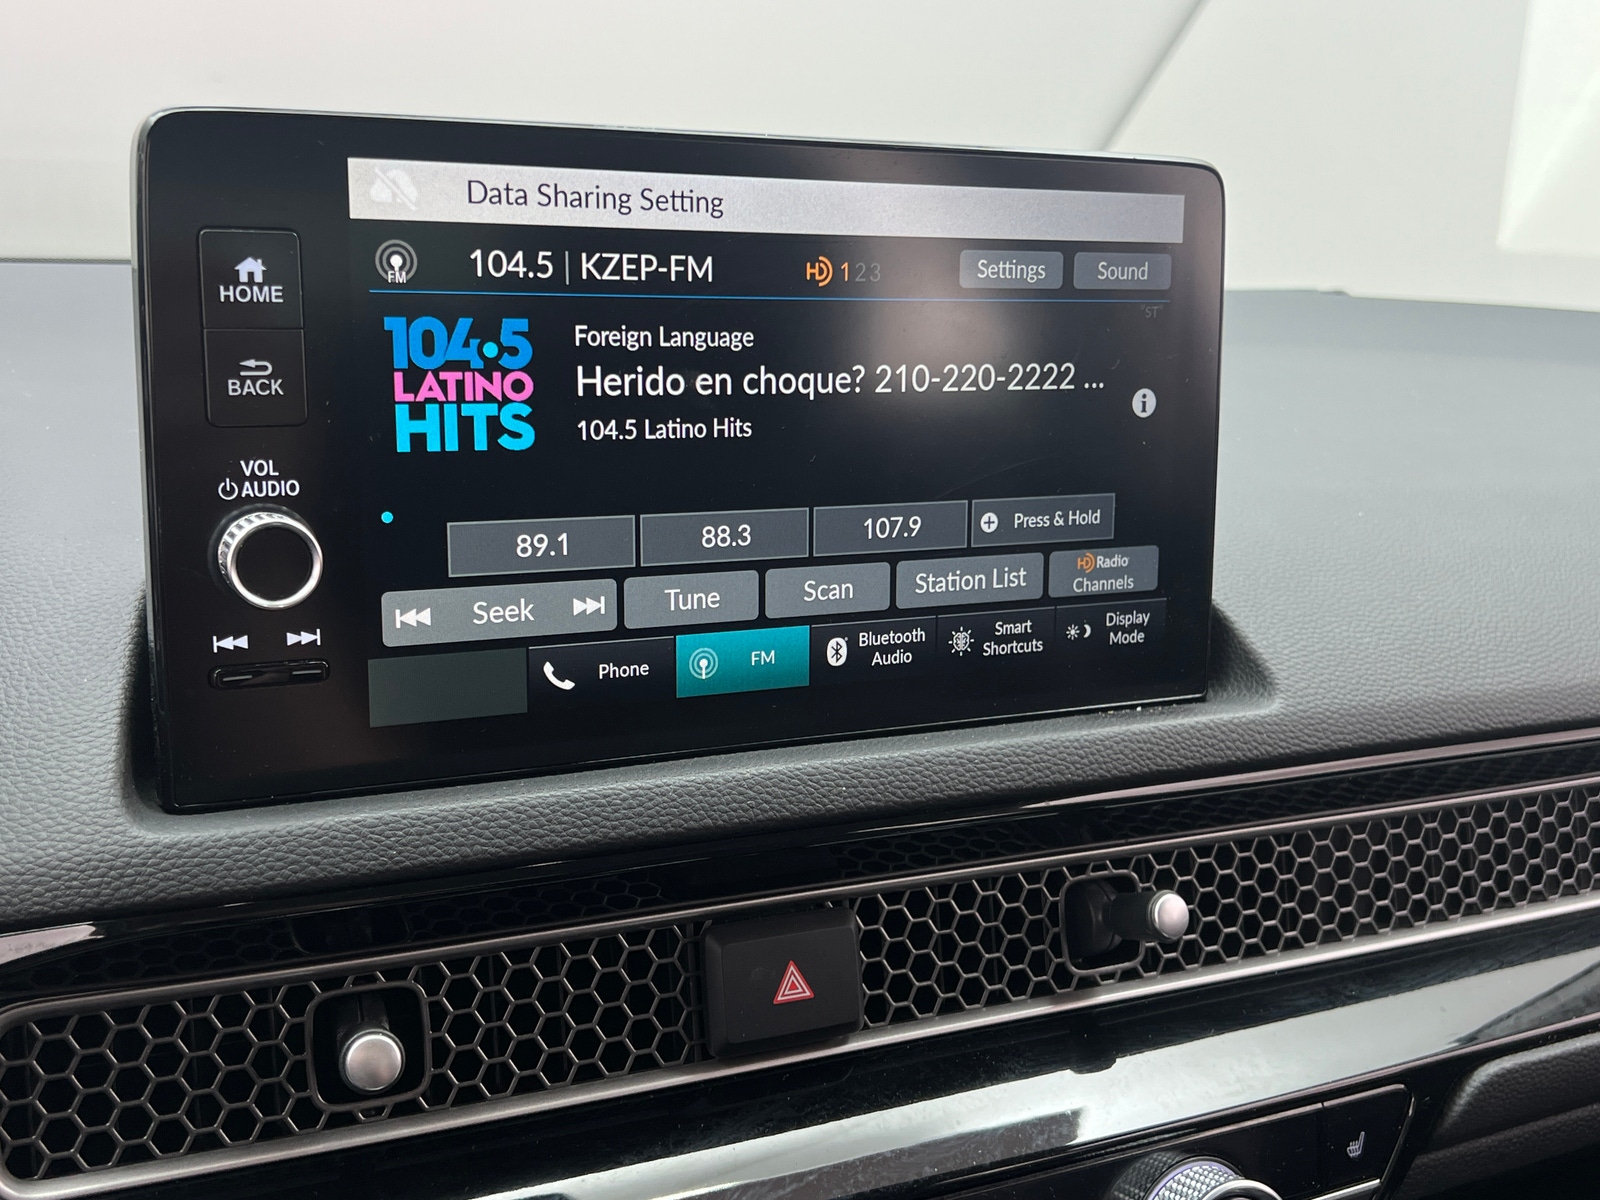 Data Sharing Setting
HOME
BACK
VOL
AUDIO
FM
104.5 | KZEP-FM
HD 1 2 3
Settings
Sound
"ST"
104.5
LATINO
HITS
Foreign Language
Herido en choque? 210-220-2222 ...
104.5 Latino Hits
i
89.1
88.3
107.9
Press & Hold
Seek
Tune
Scan
Station List
HD Radio
Channels
Phone
FM
Bluetooth
Audio
Smart
Shortcuts
Display
Mode